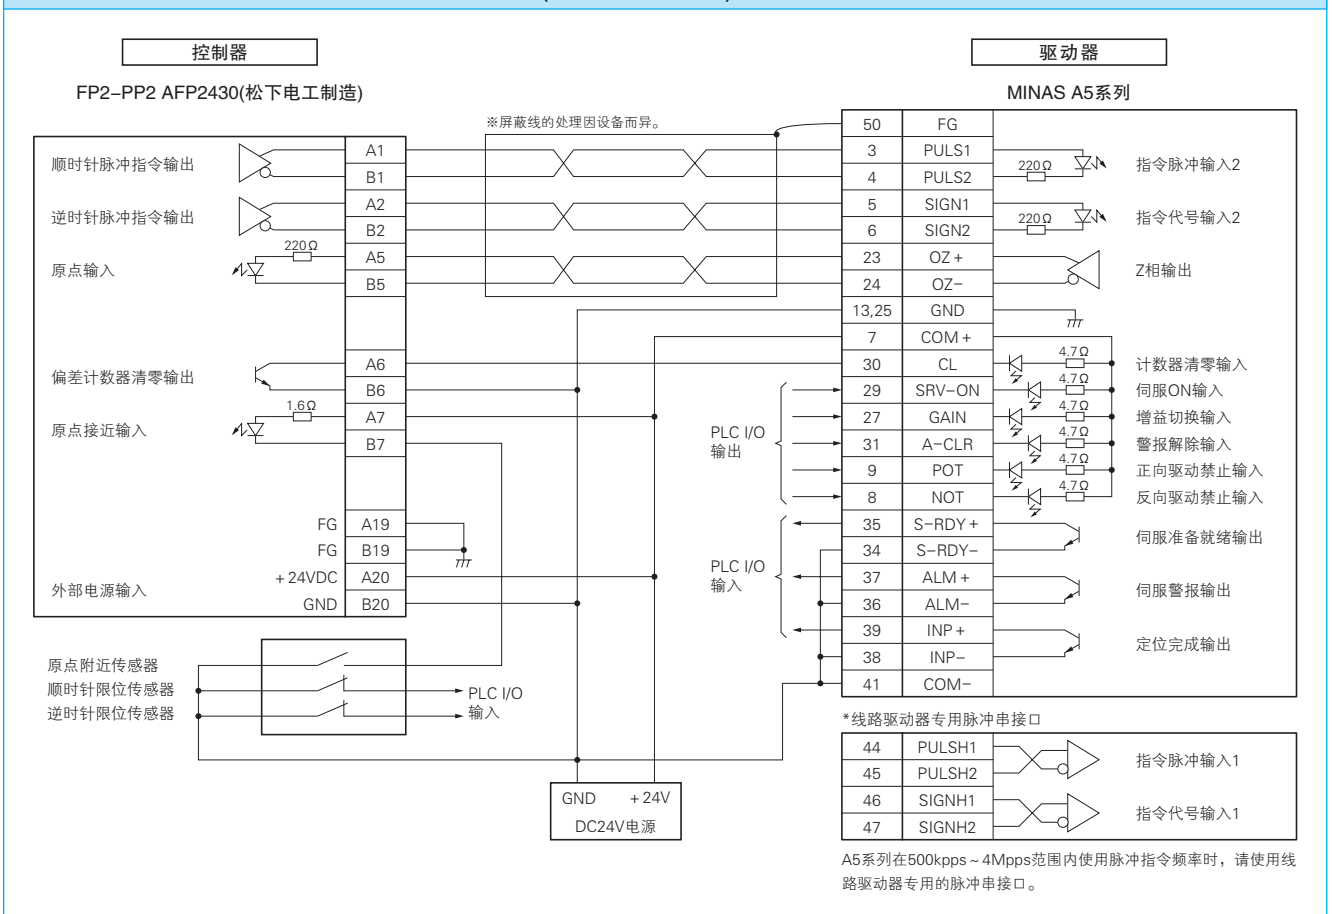 控制器
FP2-PP2 AFP2430(松下电工制造)
驱动器
MINAS A5系列
※屏蔽线的处理因设备而异。
顺时针脉冲指令输出
A1
B1
逆时针脉冲指令输出
A2
B2
原点输入
220Ω
A5
B5
偏差计数器清零输出
A6
B6
原点接近输入
1.6Ω
A7
B7
FG A19
FG B19
外部电源输入
+24VDC A20
GND B20
原点附近传感器
顺时针限位传感器
逆时针限位传感器
PLC I/O
输入
GND +24V
DC24V电源
PLC I/O
输出
PLC I/O
输入
50 FG
3 PULS1
4 PULS2
220Ω
指令脉冲输入2
5 SIGN1
6 SIGN2
220Ω
指令代号输入2
23 OZ+
24 OZ-
Z相输出
13,25 GND
7 COM+
30 CL 4.7Ω 计数器清零输入
29 SRV-ON 4.7Ω 伺服ON输入
27 GAIN 4.7Ω 增益切换输入
31 A-CLR 4.7Ω 警报解除输入
9 POT 4.7Ω 正向驱动禁止输入
8 NOT 4.7Ω 反向驱动禁止输入
35 S-RDY+
34 S-RDY-
伺服准备就绪输出
37 ALM+
36 ALM-
伺服警报输出
39 INP+
38 INP-
定位完成输出
41 COM-
*线路驱动器专用脉冲串接口
44 PULSH1
45 PULSH2
指令脉冲输入1
46 SIGNH1
47 SIGNH2
指令代号输入1
A5系列在500kpps~4Mpps范围内使用脉冲指令频率时，请使用线
路驱动器专用的脉冲串接口。